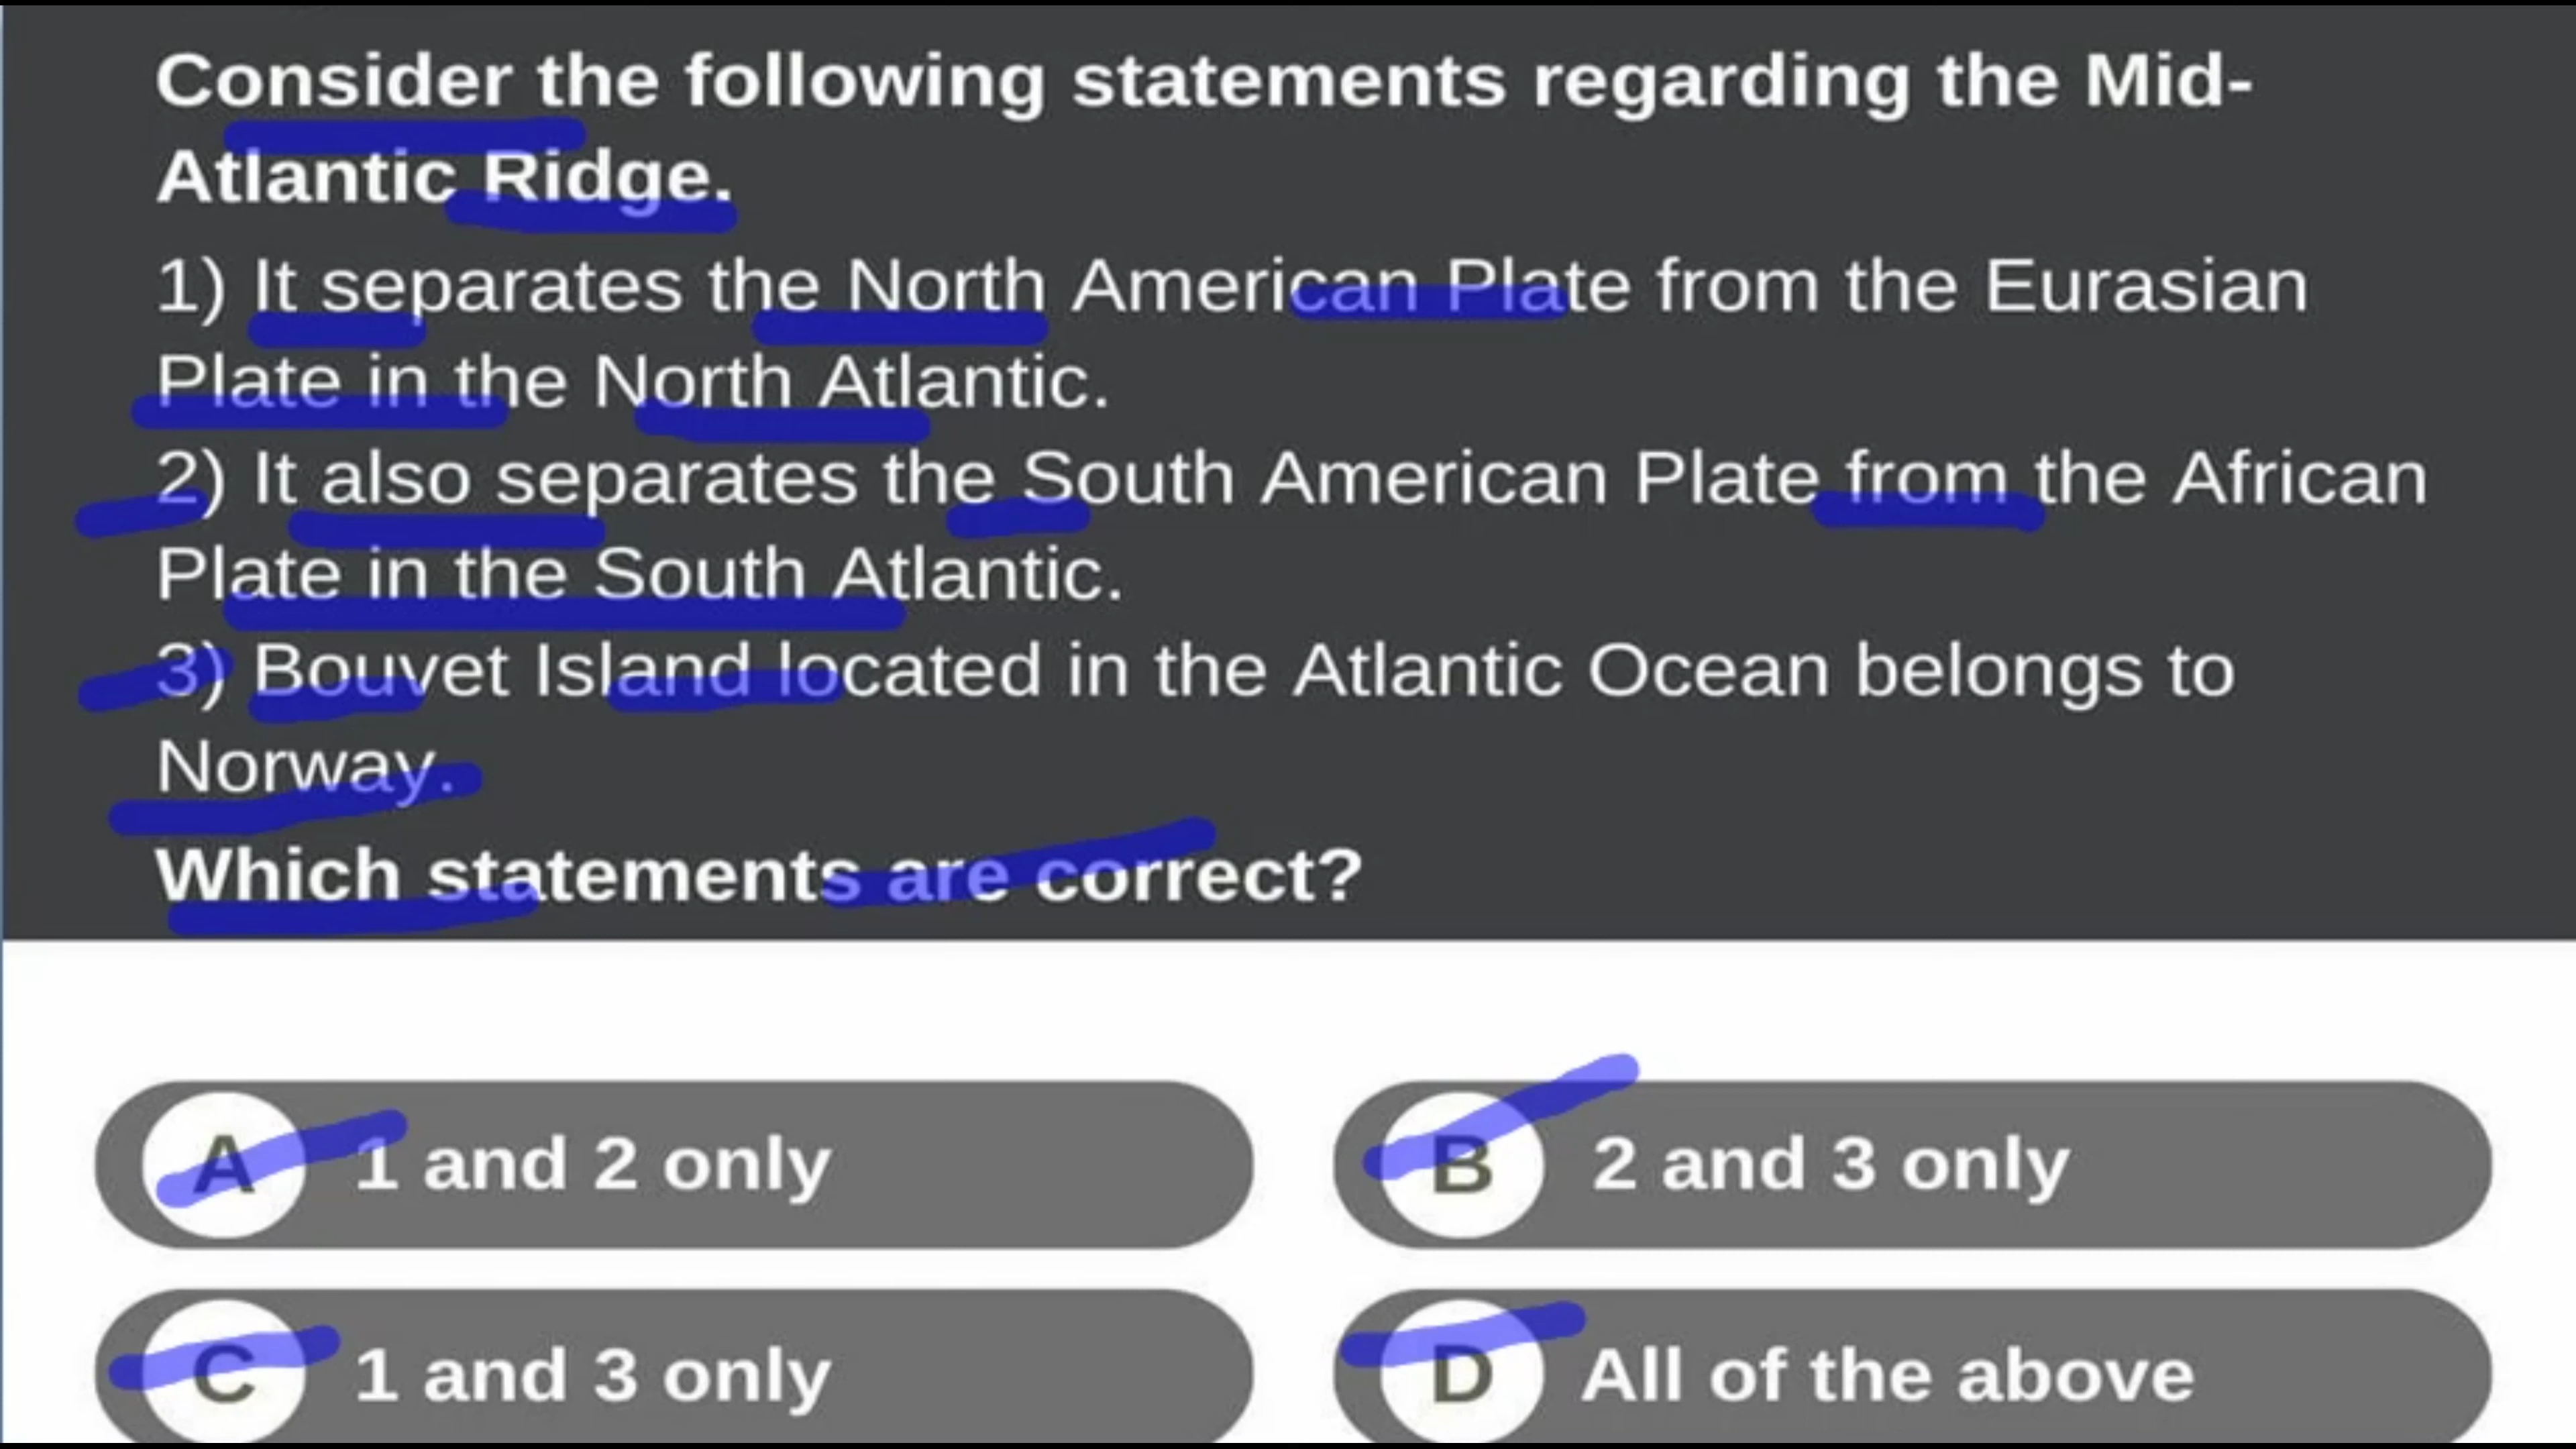 Consider the following statements regarding the Mid-
Atlantic Ridge.
1) It separates the North American Plate from the Eurasian
Plate in the North Atlantic.
2) It also separates the South American Plate from the African
Plate in the South Atlantic.
3) Bouvet Island located in the Atlantic Ocean belongs to
Norway.
Which statements are correct?
A 1 and 2 only
B 2 and 3 only
C 1 and 3 only
D All of the above